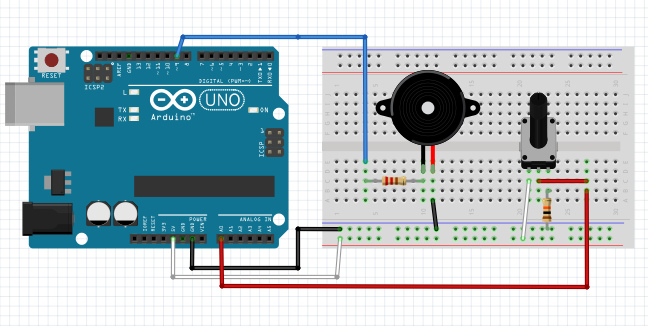 RESET
ICSP2
AREF
GND
13
12
~11
~10
~9
8
7
~6
~5
4
~3
2
TX▶1
RX◀0
DIGITAL (PWM~)
L
TX
RX
Arduino™
UNO
ON
ICSP
1
POWER
ANALOG IN
IOREF
RESET
3V3
5V
GND
GND
VIN
A0
A1
A2
A3
A4
A5